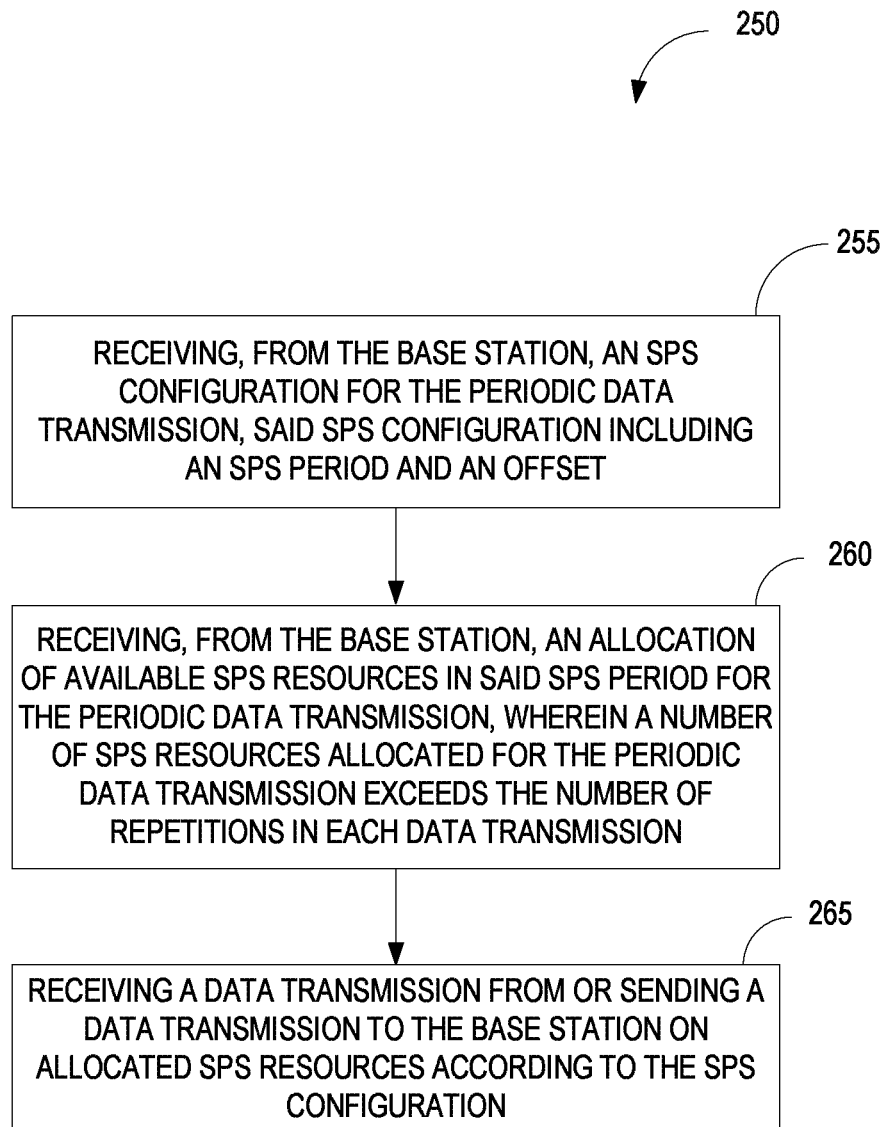 250
255
RECEIVING, FROM THE BASE STATION, AN SPS
CONFIGURATION FOR THE PERIODIC DATA
TRANSMISSION, SAID SPS CONFIGURATION INCLUDING
AN SPS PERIOD AND AN OFFSET
260
RECEIVING, FROM THE BASE STATION, AN ALLOCATION
OF AVAILABLE SPS RESOURCES IN SAID SPS PERIOD FOR
THE PERIODIC DATA TRANSMISSION, WHEREIN A NUMBER
OF SPS RESOURCES ALLOCATED FOR THE PERIODIC
DATA TRANSMISSION EXCEEDS THE NUMBER OF
REPETITIONS IN EACH DATA TRANSMISSION
265
RECEIVING A DATA TRANSMISSION FROM OR SENDING A
DATA TRANSMISSION TO THE BASE STATION ON
ALLOCATED SPS RESOURCES ACCORDING TO THE SPS
CONFIGURATION